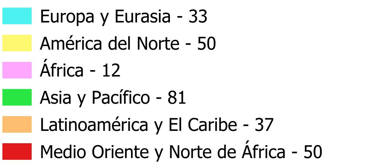 Europa y Eurasia - 33
América del Norte - 50
África - 12
Asia y Pacífico - 81
Latinoamérica y El Caribe - 37
Medio Oriente y Norte de África - 50